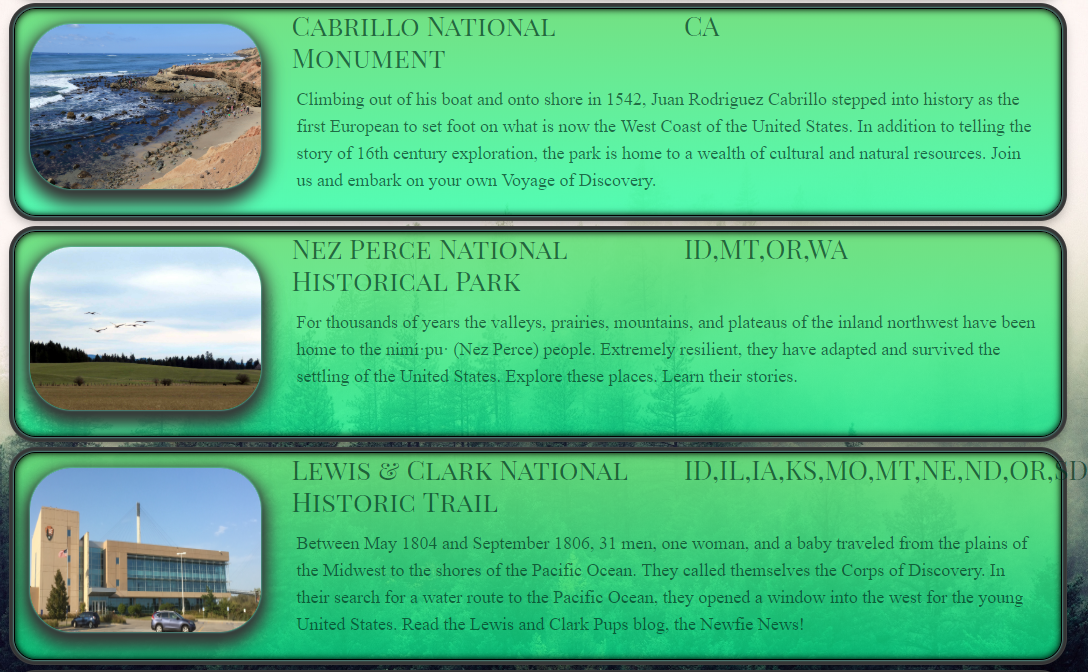 Cabrillo National
Monument
CA
Climbing out of his boat and onto shore in 1542, Juan Rodriguez Cabrillo stepped into history as the
first European to set foot on what is now the West Coast of the United States. In addition to telling the
story of 16th century exploration, the park is home to a wealth of cultural and natural resources. Join
us and embark on your own Voyage of Discovery.
Nez Perce National
Historical Park
ID,MT,OR,WA
For thousands of years the valleys, prairies, mountains, and plateaus of the inland northwest have been
home to the nimí·pu· (Nez Perce) people. Extremely resilient, they have adapted and survived the
settling of the United States. Explore these places. Learn their stories.
Lewis & Clark National
Historic Trail
ID,IL,IA,KS,MO,MT,NE,ND,OR,SD
Between May 1804 and September 1806, 31 men, one woman, and a baby traveled from the plains of
the Midwest to the shores of the Pacific Ocean. They called themselves the Corps of Discovery. In
their search for a water route to the Pacific Ocean, they opened a window into the west for the young
United States. Read the Lewis and Clark Pups blog, the Newfie News!